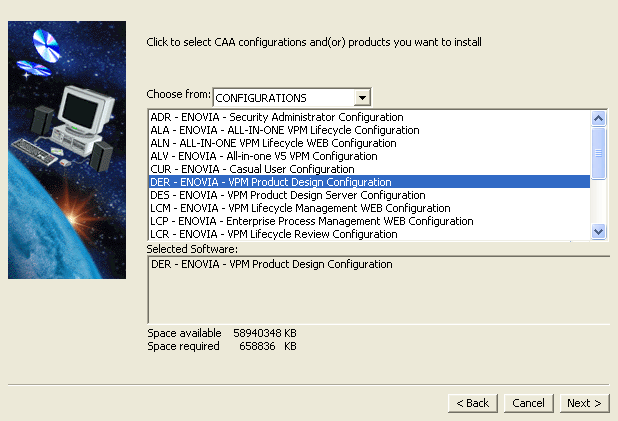 Click to select CAA configurations and(or) products you want to install
Choose from: CONFIGURATIONS
ADR - ENOVIA - Security Administrator Configuration
ALA - ENOVIA - ALL-IN-ONE VPM Lifecycle Configuration
ALN - ALL-IN-ONE VPM Lifecycle WEB Configuration
ALV - ENOVIA - All-in-one V5 VPM Configuration
CUR - ENOVIA - Casual User Configuration
DER - ENOVIA - VPM Product Design Configuration
DES - ENOVIA - VPM Product Design Server Configuration
LCM - ENOVIA - VPM Lifecycle Management WEB Configuration
LCP - ENOVIA - Enterprise Process Management WEB Configuration
LCR - ENOVIA - VPM Lifecycle Review Configuration
Selected Software:
DER - ENOVIA - VPM Product Design Configuration
Space available 58940348 KB
Space required 658836 KB
< Back Cancel Next >